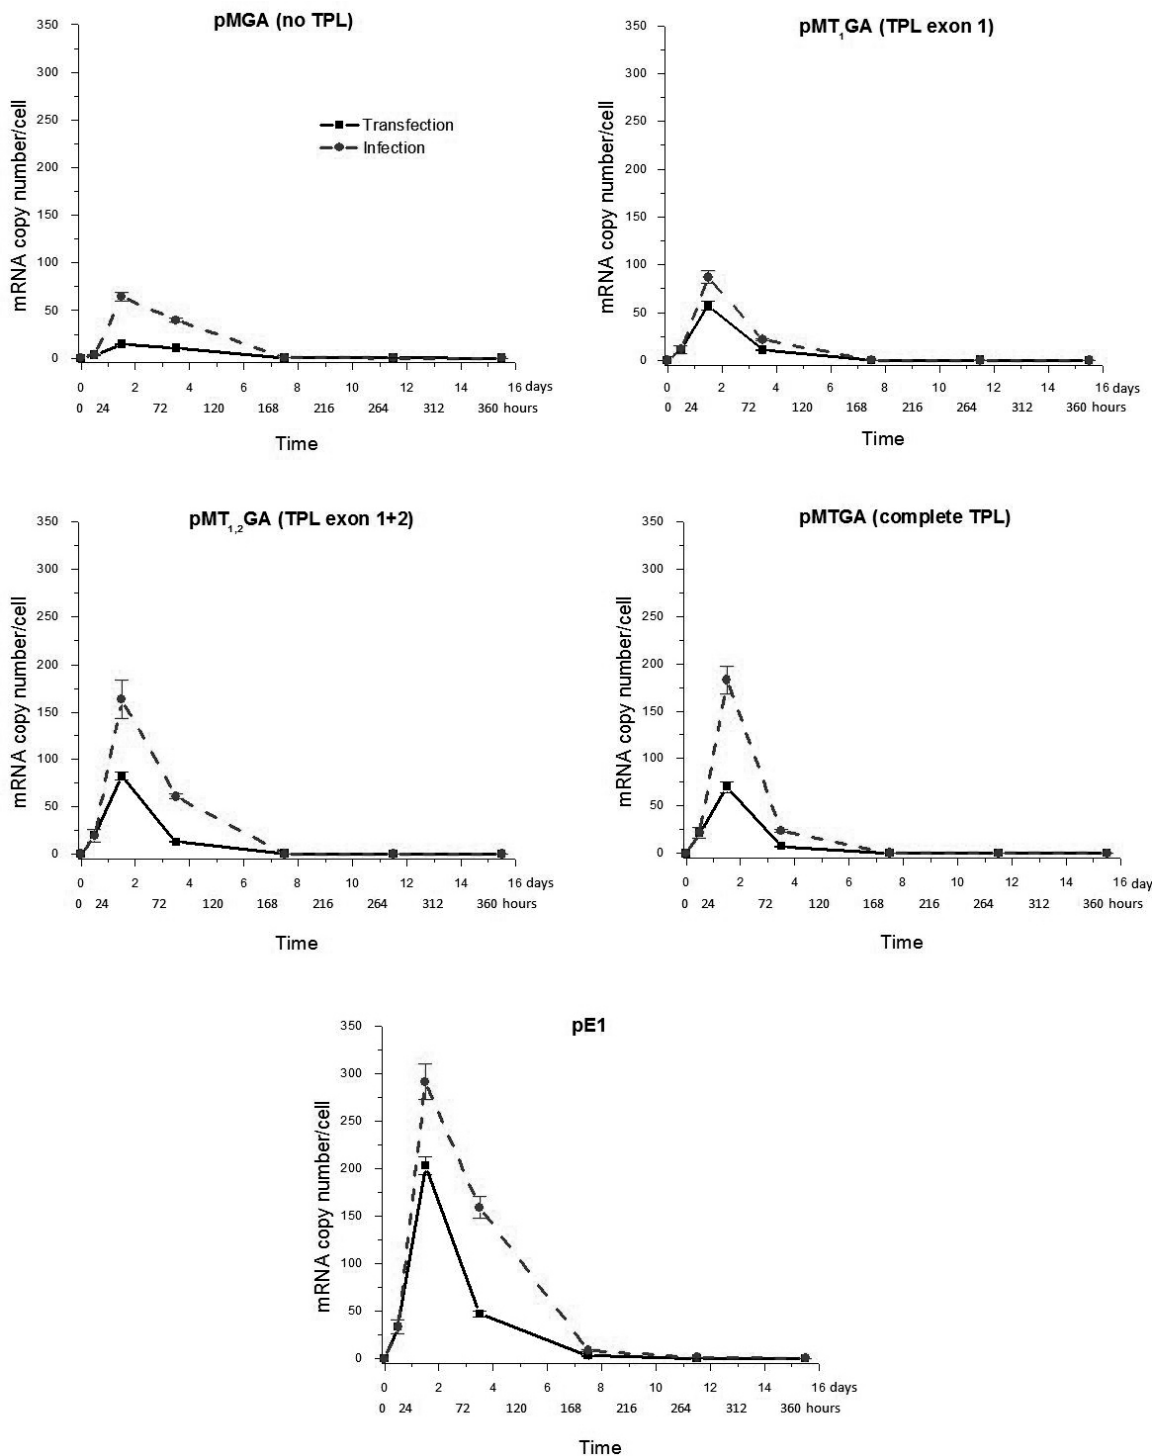 pMGA (no TPL)
mRNA copy number/cell
350
300
250
200
150
100
50
0
Transfection
Infection
0 2 4 6 8 10 12 14 16 days
0 24 72 120 168 216 264 312 360 hours
Time
pMT1GA (TPL exon 1)
mRNA copy number/cell
350
300
250
200
150
100
50
0
0 2 4 6 8 10 12 14 16 days
0 24 72 120 168 216 264 312 360 hours
Time
pMT1,2GA (TPL exon 1+2)
mRNA copy number/cell
350
300
250
200
150
100
50
0
0 2 4 6 8 10 12 14 16 days
0 24 72 120 168 216 264 312 360 hours
Time
pMTGA (complete TPL)
mRNA copy number/cell
350
300
250
200
150
100
50
0
0 2 4 6 8 10 12 14 16 day
0 24 72 120 168 216 264 312 360 hours
Time
pE1
mRNA copy number/cell
350
300
250
200
150
100
50
0
0 2 4 6 8 10 12 14 16 days
0 24 72 120 168 216 264 312 360 hours
Time